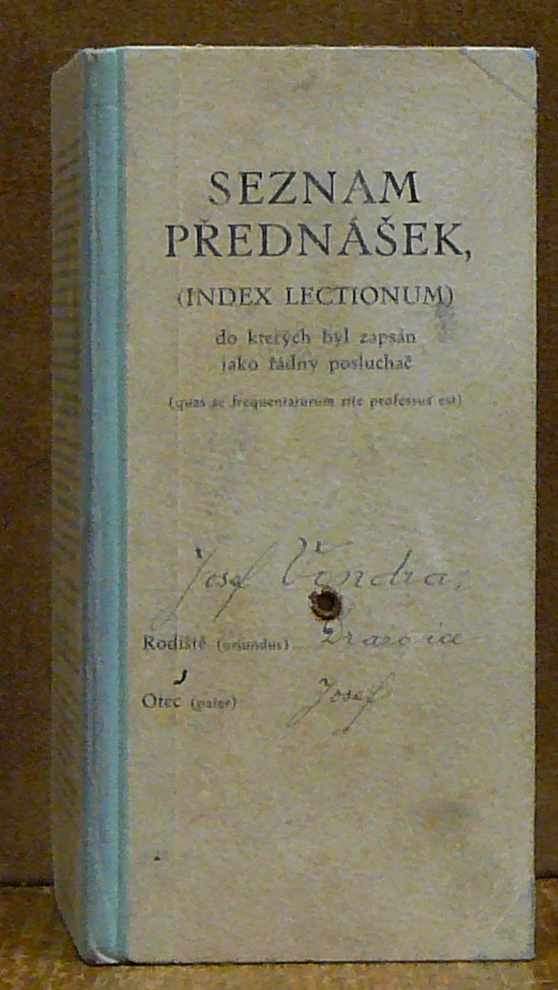 SEZNAM
PŘEDNÁŠEK,
(INDEX LECTIONUM)
do kterých byl zapsán
jako řádný posluchač
(quas se frequentaturum rite professus est)
Josef Vondra,
Rodiště (oriundus)
Otec (pater) Josef